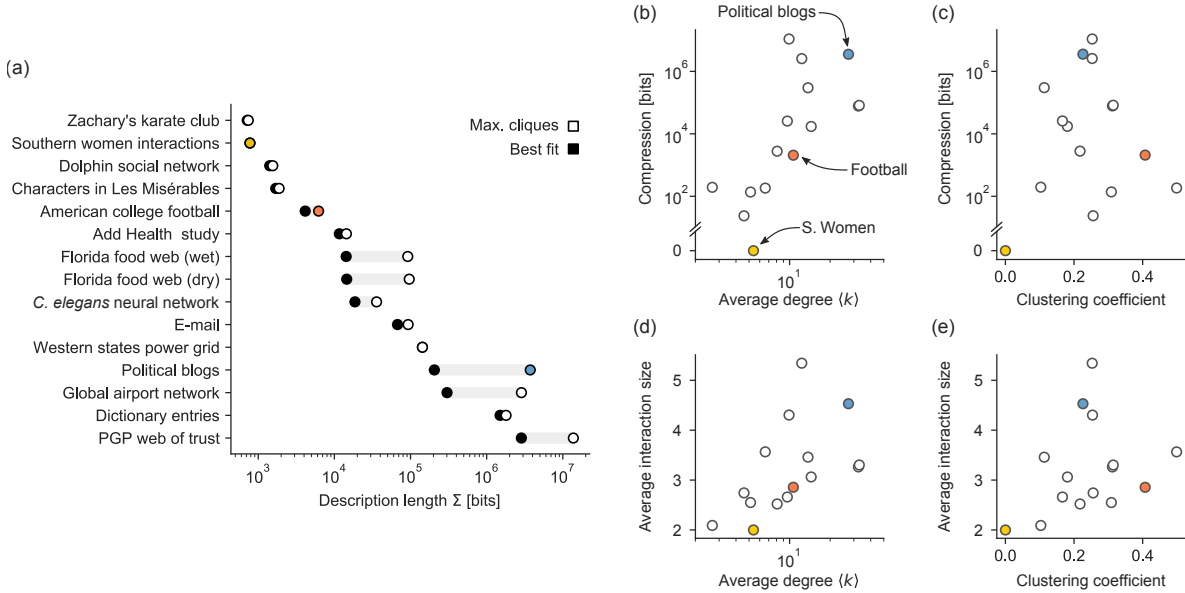 (a)
Zachary's karate club
Southern women interactions
Dolphin social network
Characters in Les Misérables
American college football
Add Health study
Florida food web (wet)
Florida food web (dry)
C. elegans neural network
E-mail
Western states power grid
Political blogs
Global airport network
Dictionary entries
PGP web of trust
Max. cliques
Best fit
10³ 10⁴ 10⁵ 10⁶ 10⁷
Description length Σ [bits]
(b)
Political blogs
Football
S. Women
Compression [bits]
10⁶
10⁴
10²
0
10¹
Average degree ⟨k⟩
(c)
Compression [bits]
10⁶
10⁴
10²
0
0.0 0.2 0.4
Clustering coefficient
(d)
Average interaction size
5
4
3
2
10¹
Average degree ⟨k⟩
(e)
Average interaction size
5
4
3
2
0.0 0.2 0.4
Clustering coefficient